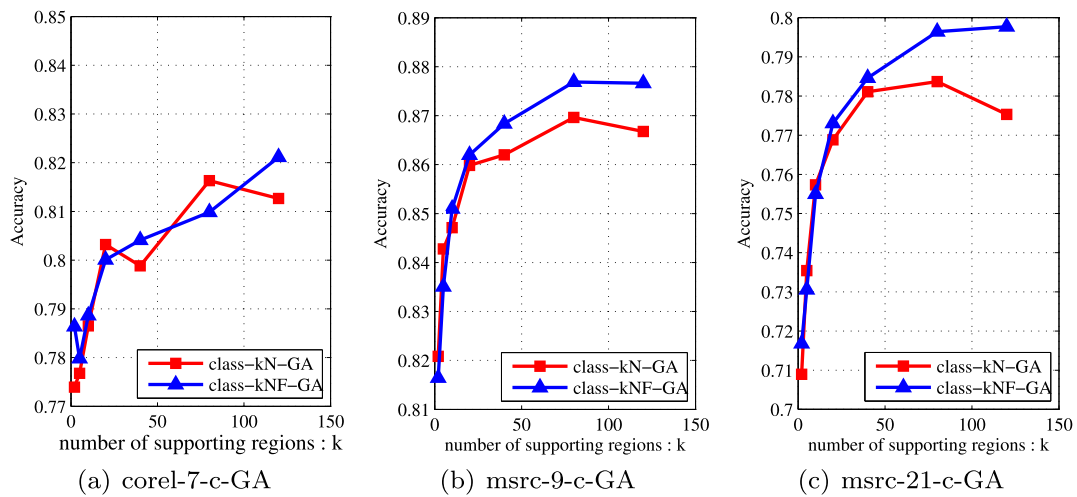 0.85
0.84
0.83
0.82
0.81
0.8
0.79
0.78
0.77
Accuracy
0 50 100 150
number of supporting regions : k
class−kN−GA
class−kNF−GA
(a) corel-7-c-GA
0.89
0.88
0.87
0.86
0.85
0.84
0.83
0.82
0.81
Accuracy
0 50 100 150
number of supporting regions : k
class−kN−GA
class−kNF−GA
(b) msrc-9-c-GA
0.8
0.79
0.78
0.77
0.76
0.75
0.74
0.73
0.72
0.71
0.7
Accuracy
0 50 100 150
number of supporting regions : k
class−kN−GA
class−kNF−GA
(c) msrc-21-c-GA